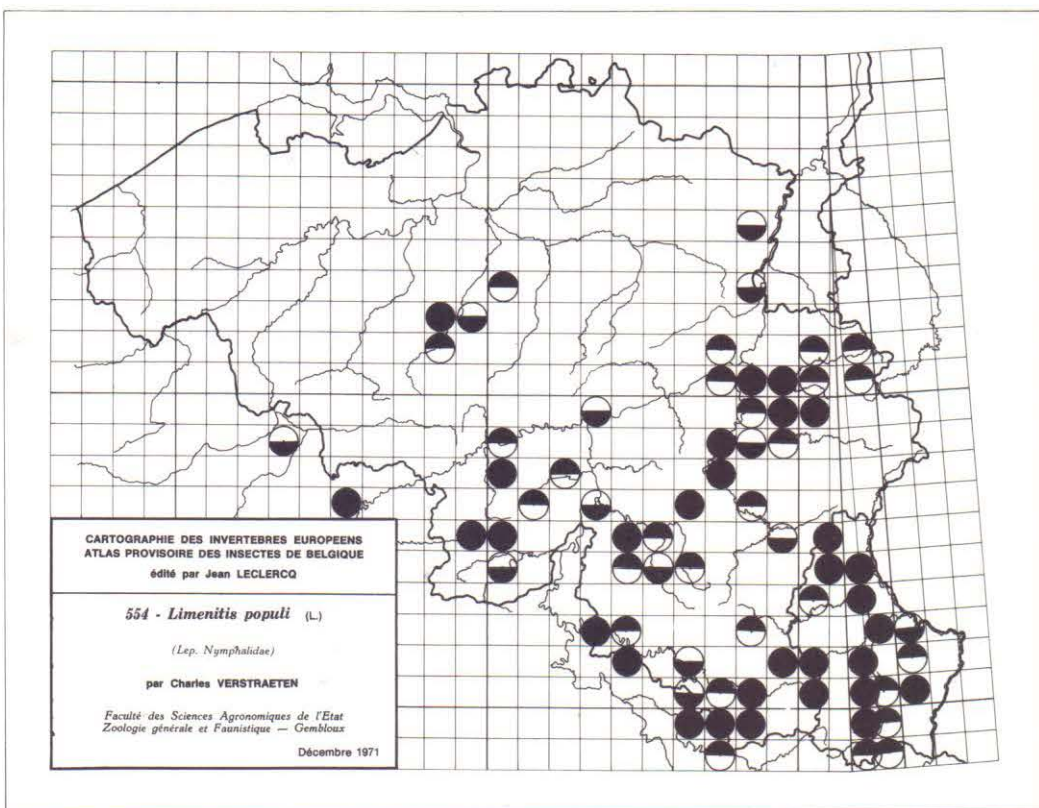 CARTOGRAPHIE DES INVERTEBRES EUROPEENS
ATLAS PROVISOIRE DES INSECTES DE BELGIQUE
édité par Jean LECLERCQ
554 - Limenitis populi (L.)
(Lep. Nymphalidae)
par Charles VERSTRAETEN
Faculté des Sciences Agronomiques de l'Etat
Zoologie générale et Faunistique — Gembloux
Décembre 1971